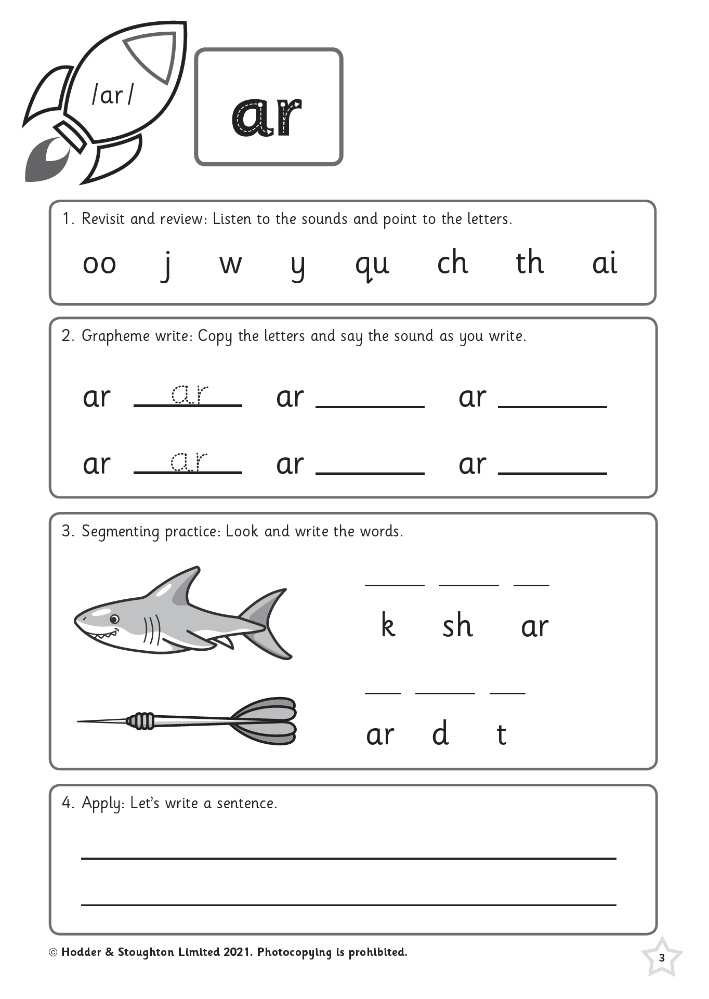 /ar/
ar
1. Revisit and review: Listen to the sounds and point to the letters.
oo j w y qu ch th ai
2. Grapheme write: Copy the letters and say the sound as you write.
ar ar ar ar
ar ar ar ar
3. Segmenting practice: Look and write the words.
k sh ar
ar d t
4. Apply: Let's write a sentence.
© Hodder & Stoughton Limited 2021. Photocopying is prohibited.
3